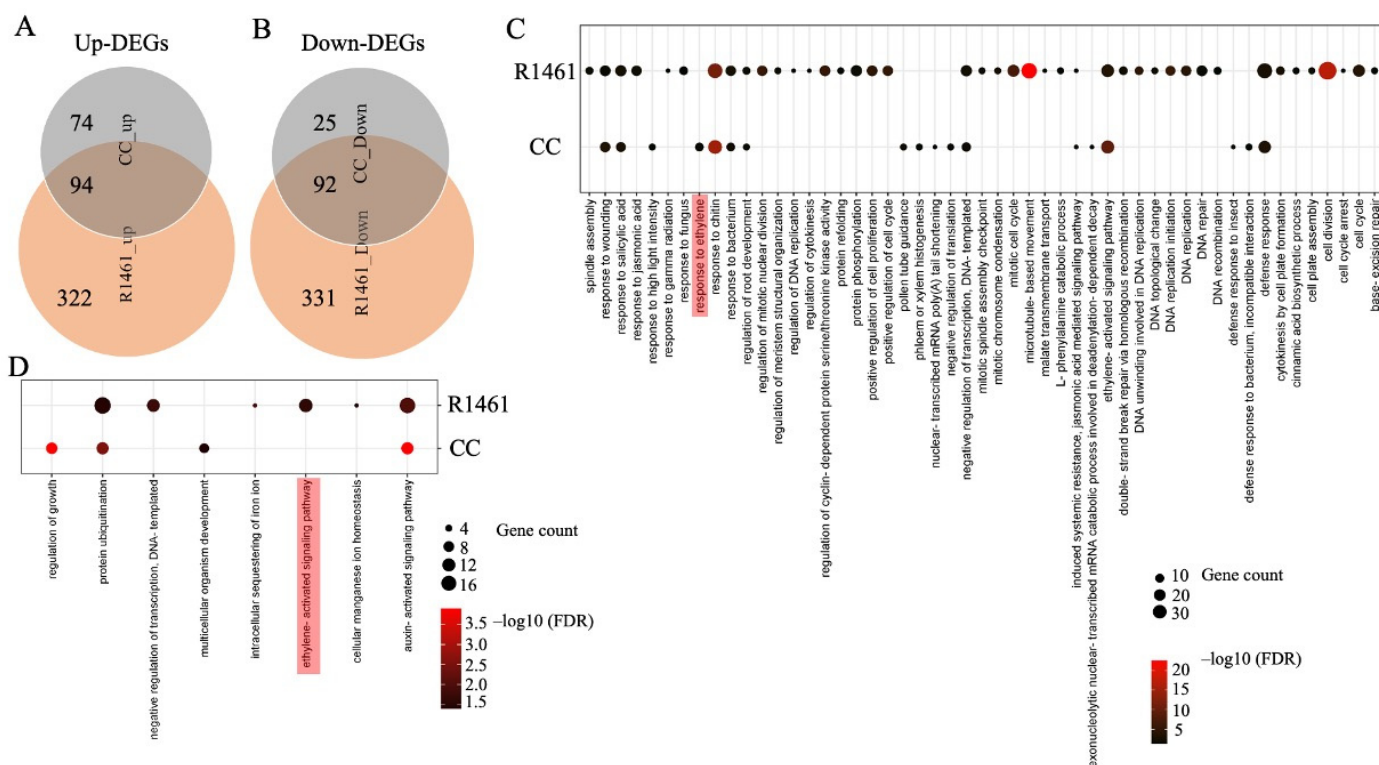 A
Up-DEGs
74
CC_up
94
R1461_up
322
B
Down-DEGs
25
CC_Down
92
R1461_Down
331
C
R1461
CC
spindle assembly
response to wounding
response to salicylic acid
response to jasmonic acid
response to high light intensity
response to gamma radiation
response to fungus
response to ethylene
response to chitin
response to bacterium
regulation of root development
regulation of mitotic nuclear division
regulation of meristem structural organization
regulation of DNA replication
regulation of cytokinesis
regulation of cyclin- dependent protein serine/threonine kinase activity
protein refolding
protein phosphorylation
positive regulation of cell proliferation
positive regulation of cell cycle
pollen tube guidance
phloem or xylem histogenesis
nuclear- transcribed mRNA poly(A) tail shortening
negative regulation of translation
negative regulation of transcription, DNA- templated
mitotic spindle assembly checkpoint
mitotic chromosome condensation
mitotic cell cycle
microtubule- based movement
malate transmembrane transport
L- phenylalanine catabolic process
induced systemic resistance, jasmonic acid mediated signaling pathway
exonucleolytic nuclear- transcribed mRNA catabolic process involved in deadenylation- dependent decay
ethylene- activated signaling pathway
double- strand break repair via homologous recombination
DNA unwinding involved in DNA replication
DNA topological change
DNA replication initiation
DNA replication
DNA repair
DNA recombination
defense response to insect
defense response to bacterium, incompatible interaction
defense response
cytokinesis by cell plate formation
cinnamic acid biosynthetic process
cell plate assembly
cell division
cell cycle arrest
cell cycle
base- excision repair
10
20
30
Gene count
–log10 (FDR)
20
15
10
5
D
R1461
CC
regulation of growth
protein ubiquitination
negative regulation of transcription, DNA- templated
multicellular organism development
intracellular sequestering of iron ion
ethylene- activated signaling pathway
cellular manganese ion homeostasis
auxin- activated signaling pathway
4
8
12
16
Gene count
–log10 (FDR)
3.5
3.0
2.5
2.0
1.5